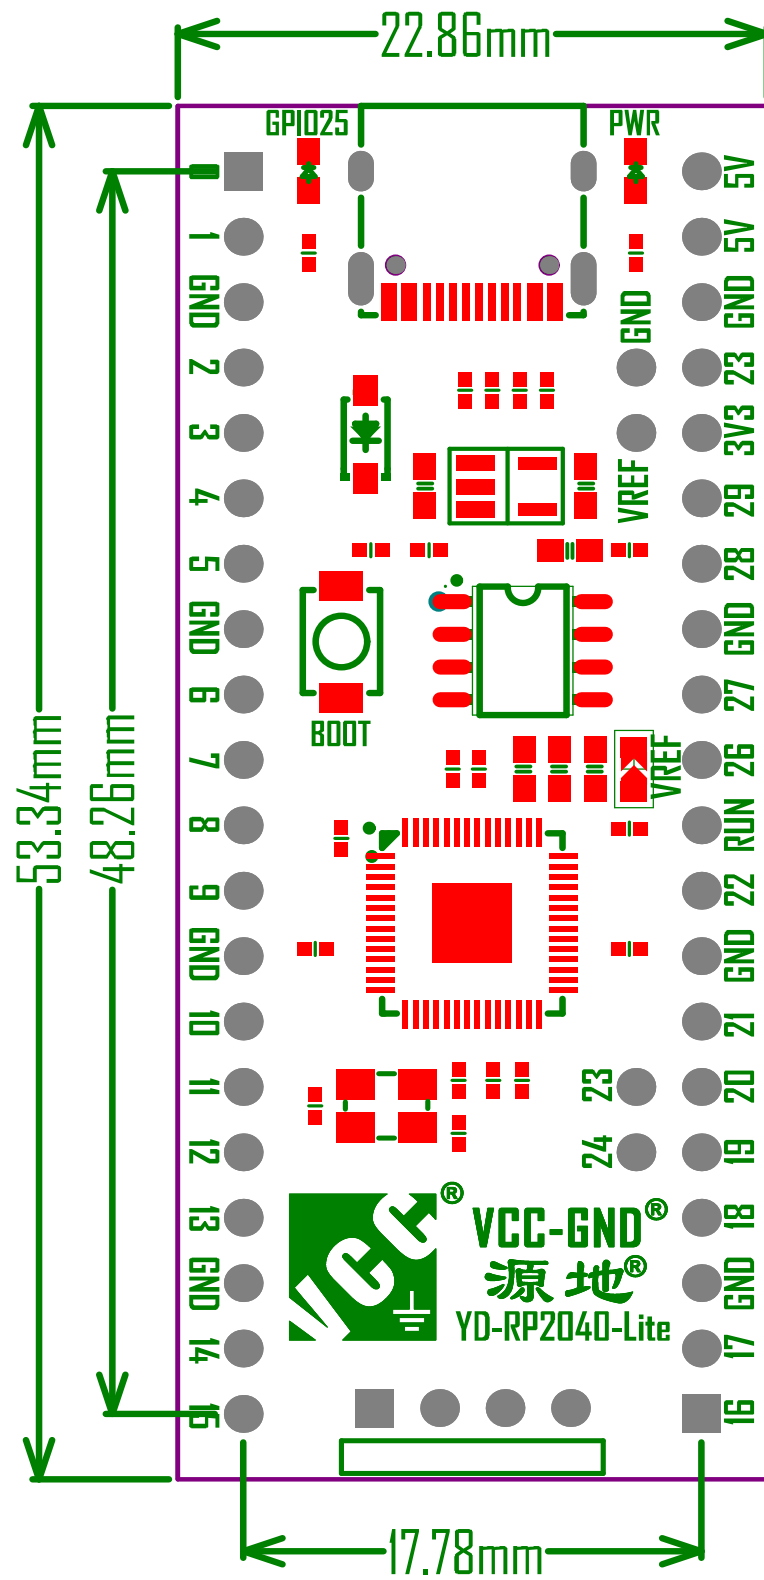 22.86mm
GPIO25
PWR
0
5V
1
5V
GND
GND
GND
2
23
3
3V3
VREF
4
29
5
28
GND
GND
6
27
BOOT
53.34mm
48.26mm
7
VREF
26
8
RUN
9
22
GND
GND
10
21
11
23
20
12
24
19
VCC
®
13
VCC-GND®
18
源地®
GND
GND
YD-RP2040-Lite
14
17
15
16
17.78mm